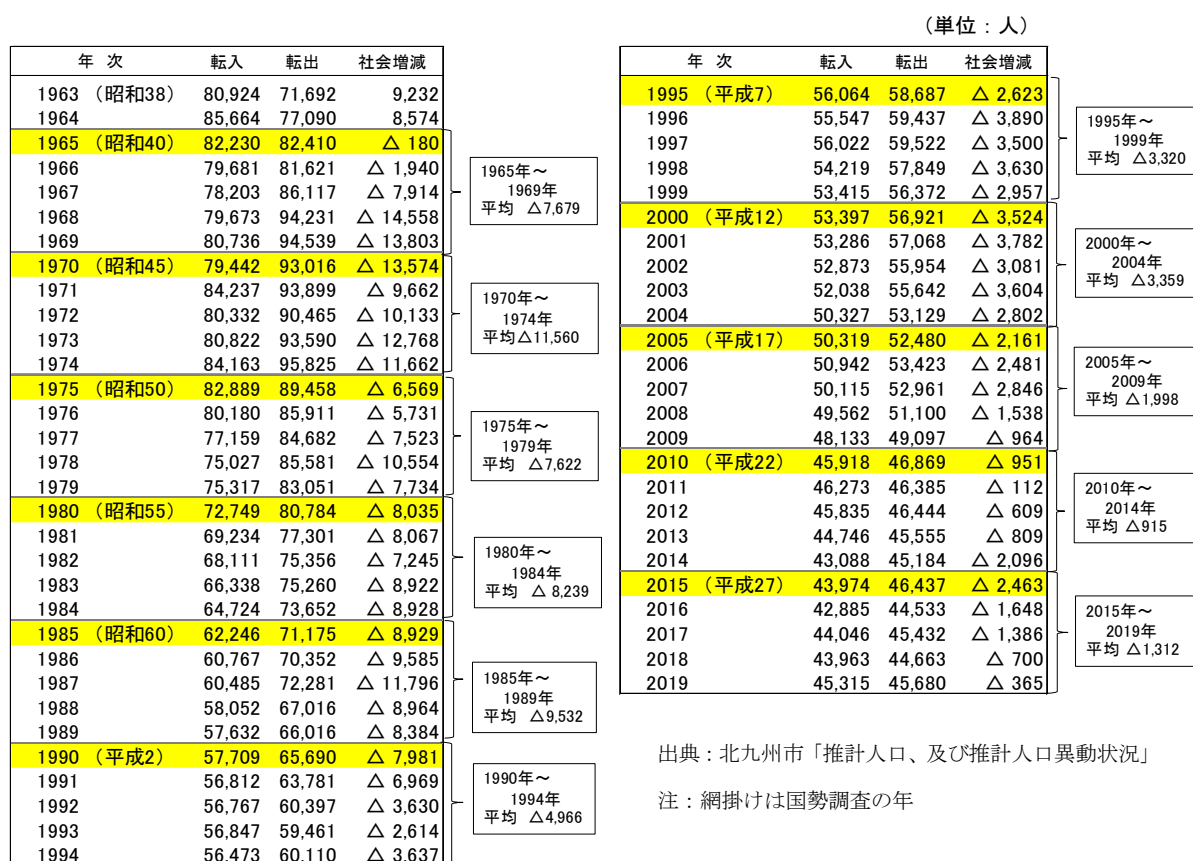 （単位：人）
年 次 転入 転出 社会増減
1963 （昭和38） 80,924 71,692 9,232
1964 85,664 77,090 8,574
1965 （昭和40） 82,230 82,410 △ 180
1966 79,681 81,621 △ 1,940
1967 78,203 86,117 △ 7,914
1968 79,673 94,231 △ 14,558
1969 80,736 94,539 △ 13,803
1970 （昭和45） 79,442 93,016 △ 13,574
1971 84,237 93,899 △ 9,662
1972 80,332 90,465 △ 10,133
1973 80,822 93,590 △ 12,768
1974 84,163 95,825 △ 11,662
1975 （昭和50） 82,889 89,458 △ 6,569
1976 80,180 85,911 △ 5,731
1977 77,159 84,682 △ 7,523
1978 75,027 85,581 △ 10,554
1979 75,317 83,051 △ 7,734
1980 （昭和55） 72,749 80,784 △ 8,035
1981 69,234 77,301 △ 8,067
1982 68,111 75,356 △ 7,245
1983 66,338 75,260 △ 8,922
1984 64,724 73,652 △ 8,928
1985 （昭和60） 62,246 71,175 △ 8,929
1986 60,767 70,352 △ 9,585
1987 60,485 72,281 △ 11,796
1988 58,052 67,016 △ 8,964
1989 57,632 66,016 △ 8,384
1990 （平成2） 57,709 65,690 △ 7,981
1991 56,812 63,781 △ 6,969
1992 56,767 60,397 △ 3,630
1993 56,847 59,461 △ 2,614
1994 56,473 60,110 △ 3,637
1965年～
1969年
平均 △7,679
1970年～
1974年
平均△11,560
1975年～
1979年
平均 △7,622
1980年～
1984年
平均 △ 8,239
1985年～
1989年
平均 △9,532
1990年～
1994年
平均 △4,966
年 次 転入 転出 社会増減
1995 （平成7） 56,064 58,687 △ 2,623
1996 55,547 59,437 △ 3,890
1997 56,022 59,522 △ 3,500
1998 54,219 57,849 △ 3,630
1999 53,415 56,372 △ 2,957
2000 （平成12） 53,397 56,921 △ 3,524
2001 53,286 57,068 △ 3,782
2002 52,873 55,954 △ 3,081
2003 52,038 55,642 △ 3,604
2004 50,327 53,129 △ 2,802
2005 （平成17） 50,319 52,480 △ 2,161
2006 50,942 53,423 △ 2,481
2007 50,115 52,961 △ 2,846
2008 49,562 51,100 △ 1,538
2009 48,133 49,097 △ 964
2010 （平成22） 45,918 46,869 △ 951
2011 46,273 46,385 △ 112
2012 45,835 46,444 △ 609
2013 44,746 45,555 △ 809
2014 43,088 45,184 △ 2,096
2015 （平成27） 43,974 46,437 △ 2,463
2016 42,885 44,533 △ 1,648
2017 44,046 45,432 △ 1,386
2018 43,963 44,663 △ 700
2019 45,315 45,680 △ 365
1995年～
1999年
平均 △3,320
2000年～
2004年
平均 △3,359
2005年～
2009年
平均 △1,998
2010年～
2014年
平均 △915
2015年～
2019年
平均 △1,312
出典：北九州市「推計人口、及び推計人口異動状況」
注：網掛けは国勢調査の年